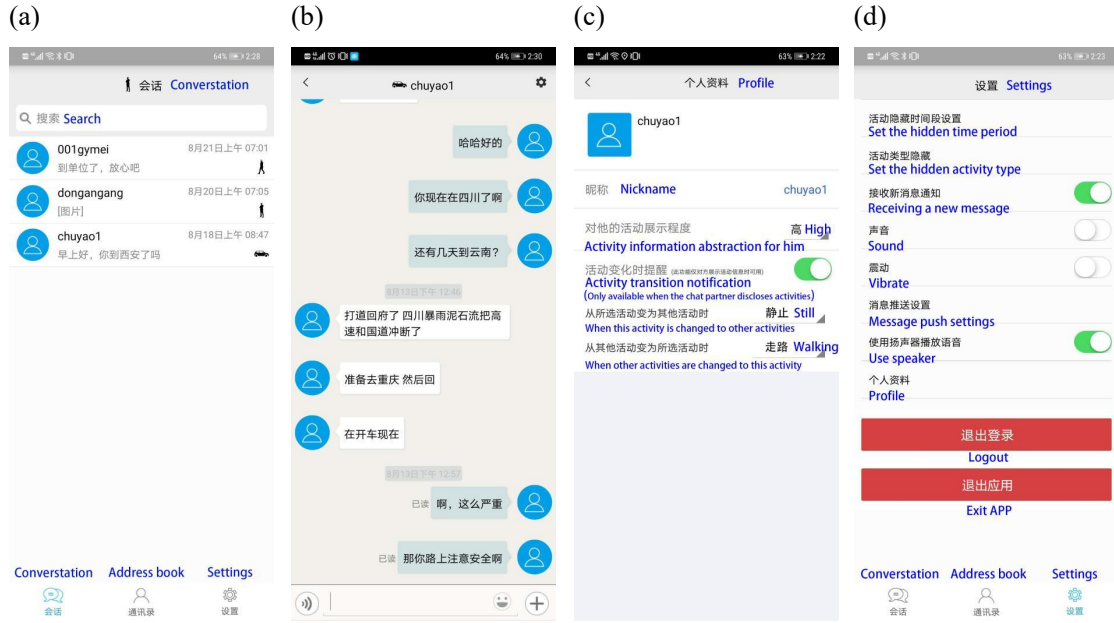 (a)
(b)
(c)
(d)
64% 2:28
会话 Converstation
搜索 Search
001gymei
8月21日上午 07:01
到单位了，放心吧
dongangang
8月20日上午 07:05
[图片]
chuyao1
8月18日上午 08:47
早上好，你到西安了吗
Converstation Address book Settings
会话 通讯录 设置
64% 2:30
chuyao1
哈哈好的
你现在在四川了啊
还有几天到云南？
8月13日下午 12:46
打道回府了 四川暴雨泥石流把高
速和国道冲断了
准备去重庆 然后回
在开车现在
8月13日下午 12:57
已读 啊，这么严重
已读 那你路上注意安全啊
63% 2:22
个人资料 Profile
chuyao1
昵称 Nickname chuyao1
对他的活动展示程度 高 High
Activity information abstraction for him
活动变化时提醒 (此功能仅对方展示活动信息时可用)
Activity transition notification
(Only available when the chat partner discloses activities)
从所选活动变为其他活动时 静止 Still
When this activity is changed to other activities
从其他活动变为所选活动时 走路 Walking
When other activities are changed to this activity
63% 2:23
设置 Settings
活动隐藏时间段设置
Set the hidden time period
活动类型隐藏
Set the hidden activity type
接收新消息通知
Receiving a new message
声音
Sound
震动
Vibrate
消息推送设置
Message push settings
使用扬声器播放语音
Use speaker
个人资料
Profile
退出登录
Logout
退出应用
Exit APP
Converstation Address book Settings
会话 通讯录 设置